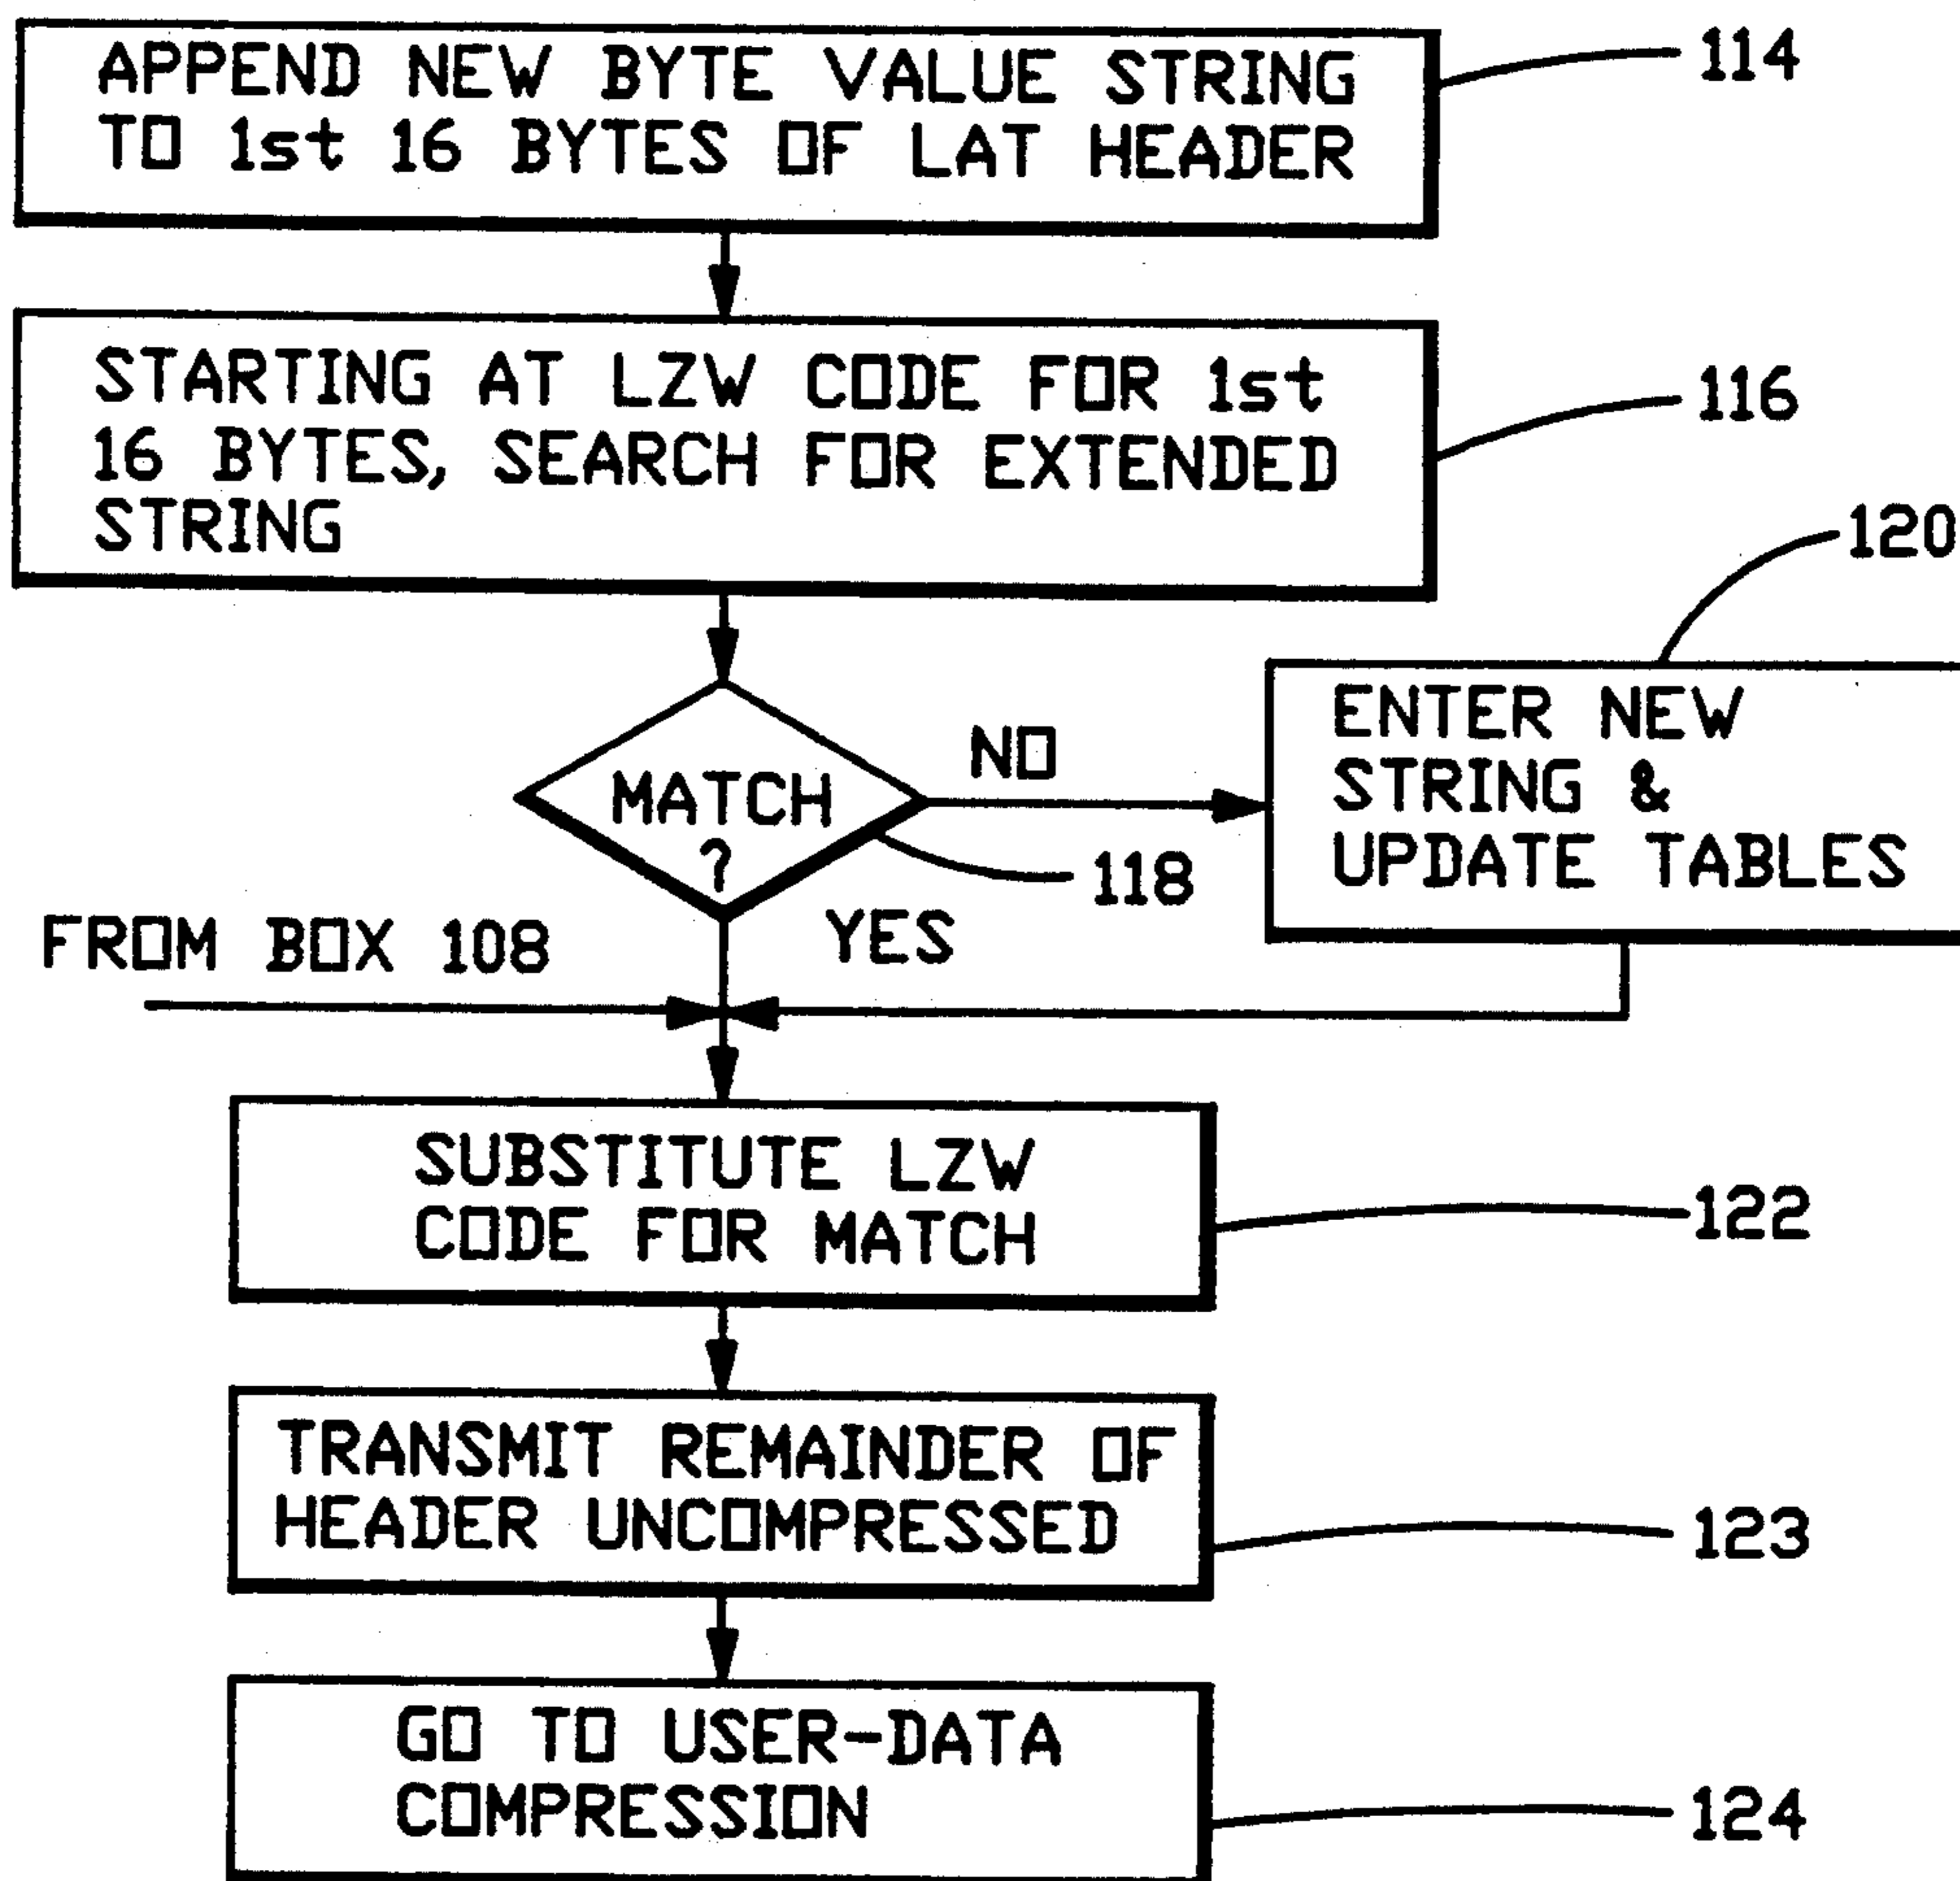 APPEND NEW BYTE VALUE STRING
TO 1st 16 BYTES OF LAT HEADER
114
STARTING AT LZW CODE FOR 1st
16 BYTES, SEARCH FOR EXTENDED
STRING
116
120
ENTER NEW
STRING &
UPDATE TABLES
NO
MATCH
?
118
YES
FROM BOX 108
SUBSTITUTE LZW
CODE FOR MATCH
122
TRANSMIT REMAINDER OF
HEADER UNCOMPRESSED
123
GO TO USER-DATA
COMPRESSION
124